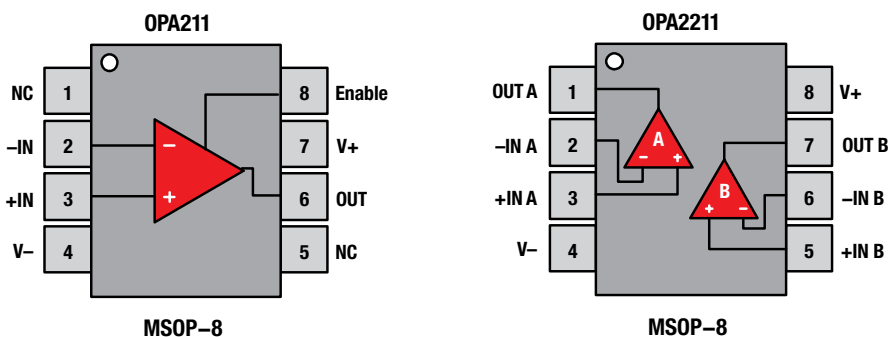 OPA211
NC 1 8 Enable
–IN 2 – 7 V+
+IN 3 + 6 OUT
V– 4 5 NC
MSOP–8
OPA2211
OUT A 1 8 V+
–IN A 2 A – + 7 OUT B
+IN A 3 B + – 6 –IN B
V– 4 5 +IN B
MSOP–8